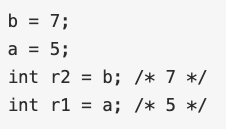 b = 7;
a = 5;
int r2 = b; /* 7 */
int r1 = a; /* 5 */